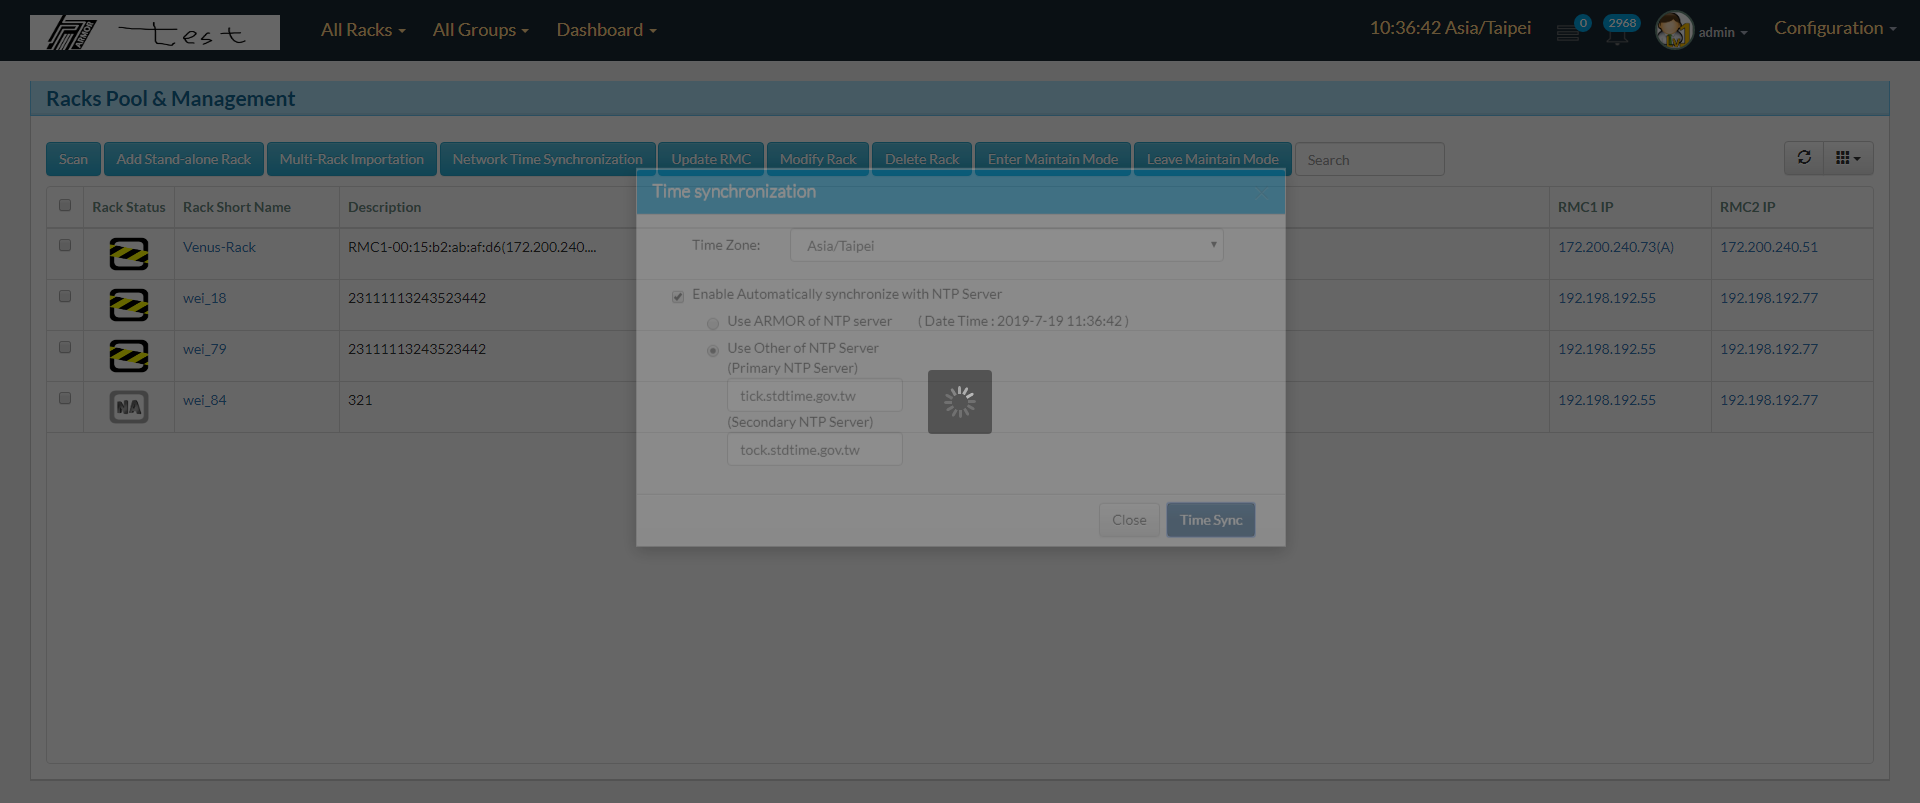 ARMOR test All Racks All Groups Dashboard 10:36:42 Asia/Taipei 0 2968 admin Configuration
Racks Pool & Management
Scan Add Stand-alone Rack Multi-Rack Importation Network Time Synchronization Update RMC Modify Rack Delete Rack Enter Maintain Mode Leave Maintain Mode Search
Rack Status Rack Short Name Description RMC1 IP RMC2 IP
Venus-Rack RMC1-00:15:b2:ab:af:d6(172.200.240.... 172.200.240.73(A) 172.200.240.51
wei_18 23111113243523442 192.198.192.55 192.198.192.77
wei_79 23111113243523442 192.198.192.55 192.198.192.77
NA wei_84 321 192.198.192.55 192.198.192.77
Time synchronization
Time Zone: Asia/Taipei
Enable Automatically synchronize with NTP Server
Use ARMOR of NTP server ( Date Time : 2019-7-19 11:36:42 )
Use Other of NTP Server
(Primary NTP Server)
tick.stdtime.gov.tw
(Secondary NTP Server)
tock.stdtime.gov.tw
Close Time Sync